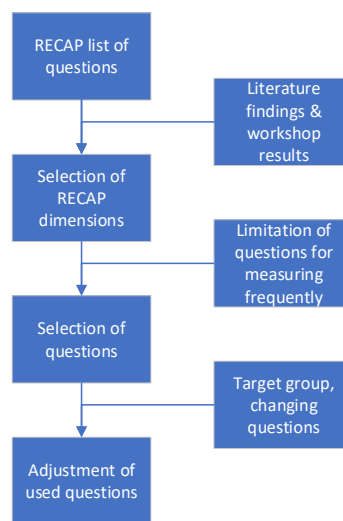 RECAP list of
questions
Literature
findings &
workshop
results
Selection of
RECAP
dimensions
Limitation of
questions for
measuring
frequently
Selection of
questions
Target group,
changing
questions
Adjustment of
used questions